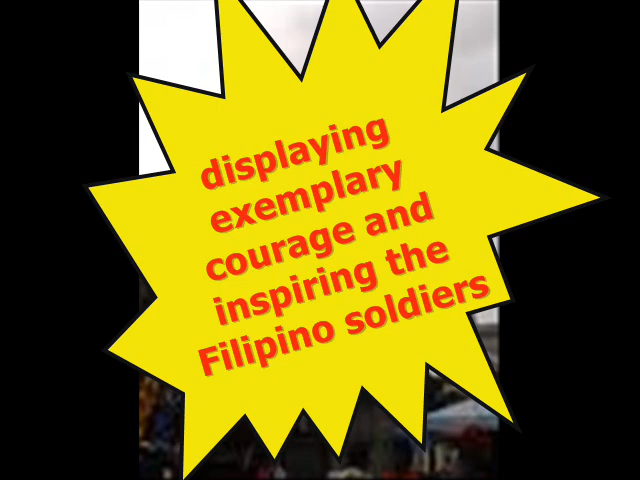 displaying
exemplary
courage and
inspiring the
Filipino soldiers